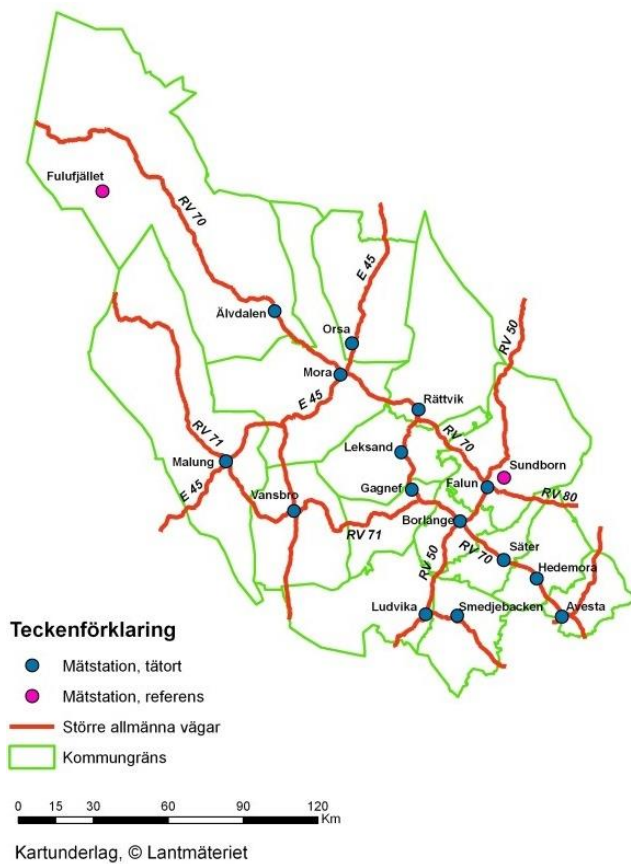 Fulufjället
RV 70
E 45
Älvdalen
Orsa
RV 50
Mora
E 45
Rättvik
RV 71
RV 70
Leksand
Sundborn
Malung
Falun
Gagnef
E 45
Vansbro
RV 80
Borlänge
RV 71
RV 50
RV 70
Säter
Hedemora
Ludvika
Smedjebacken
Avesta
Teckenförklaring
Mätstation, tätort
Mätstation, referens
Större allmänna vägar
Kommungräns
0 15 30 60 90 120
Km
Kartunderlag, © Lantmäteriet